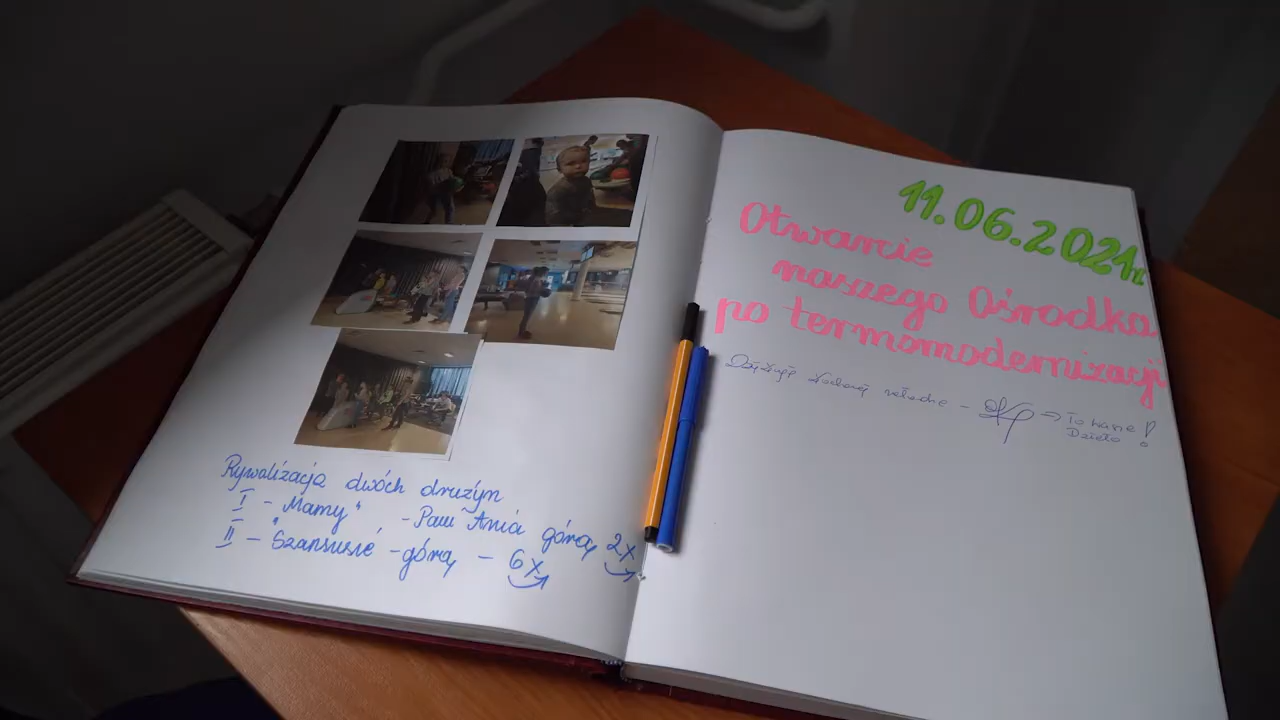 Rywalizacja dwóch drużyn
I - "Mamy" - Pani Ania górą 2x
II - "Szansusie" - górą - 6x
11.06.2021r.
Otwarcie
naszego Ośrodka
po termomodernizacji
Dziękuję
To nasze
Dzieło !